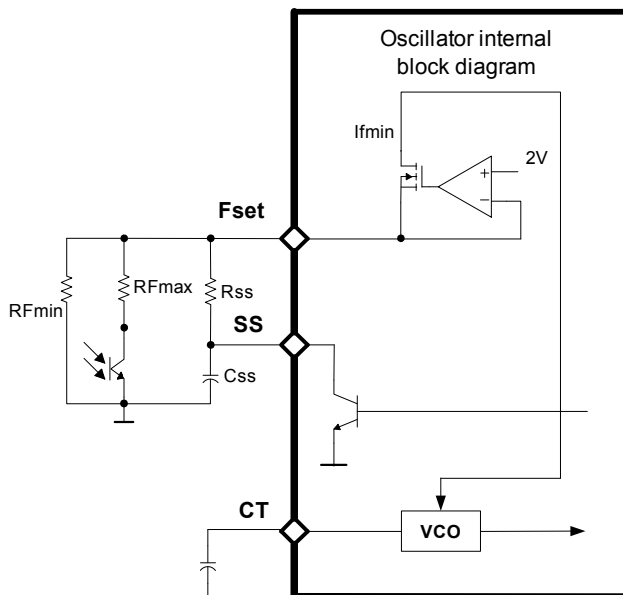 Oscillator internal
block diagram
Ifmin
2V
+
−
Fset
RFmin
RFmax
Rss
SS
Css
CT
VCO